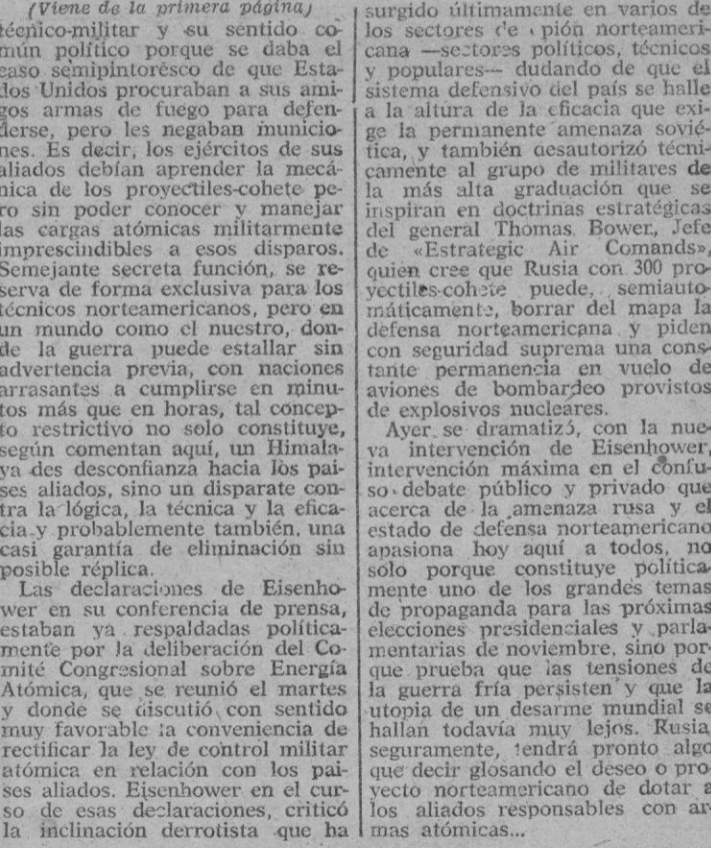 (Viene de la primera página)
técnico-militar y su sentido co-
mún político porque se daba el
caso semipintoresco de que Esta-
dos Unidos procuraban a sus ami-
gos armas de fuego para defen-
derse, pero les negaban municio-
nes. Es decir, los ejércitos de sus
aliados debían aprender la mecá-
nica de los proyectiles-cohete pe-
ro sin poder conocer y manejar
las cargas atómicas militarmente
imprescindibles a esos disparos.
Semejante secreta función, se re-
serva de forma exclusiva para los
técnicos norteamericanos, pero en
un mundo como el nuestro, don-
de la guerra puede estallar sin
advertencia previa, con naciones
arrasantes a cumplirse en minu-
tos más que en horas, tal concep-
to restrictivo no solo constituye,
según comentan aquí, un Himala-
ya des desconfianza hacia los pai-
ses aliados, sino un disparate con-
tra la lógica, la técnica y la efica-
cia y probablemente también, una
casi garantía de eliminación sin
posible réplica.
Las declaraciones de Eisenho-
wer en su conferencia de prensa,
estaban ya respaldadas política-
mente por la deliberación del Co-
mité Congresional sobre Energía
Atómica, que se reunió el martes
y donde se discutió con sentido
muy favorable la conveniencia de
rectificar la ley de control militar
atómica en relación con los pai-
ses aliados. Eisenhower en el cur-
so de esas declaraciones, criticó
la inclinación derrotista que ha
surgido últimamente en varios de
los sectores de pión norteameri-
cana —sectores políticos, técnicos
y populares— dudando de que el
sistema defensivo del país se halle
a la altura de la eficacia que exi-
ge la permanente amenaza sovié-
tica, y también desautorizó técni-
camente al grupo de militares de
la más alta graduación que se
inspiran en doctrinas estratégicas
del general Thomas Bower, Jefe
de «Estrategic Air Comands»,
quien cree que Rusia con 300 pro-
yectiles-cohete puede, semiauto-
máticamente, borrar del mapa la
defensa norteamericana y piden
con seguridad suprema una cons-
tante permanencia en vuelo de
aviones de bombardeo provistos
de explosivos nucleares.
Ayer se dramatizó, con la nue-
va intervención de Eisenhower,
intervención máxima en el confu-
so debate público y privado que
acerca de la amenaza rusa y el
estado de defensa norteamericano
apasiona hoy aquí a todos, no
solo porque constituye política-
mente uno de los grandes temas
de propaganda para las próximas
elecciones presidenciales y parla-
mentarias de noviembre, sino por-
que prueba que las tensiones de
la guerra fría persisten y que la
utopia de un desarme mundial se
hallan todavía muy lejos. Rusia,
seguramente, tendrá pronto algo
que decir glosando el deseo o pro-
yecto norteamericano de dotar a
los aliados responsables con ar-
mas atómicas...